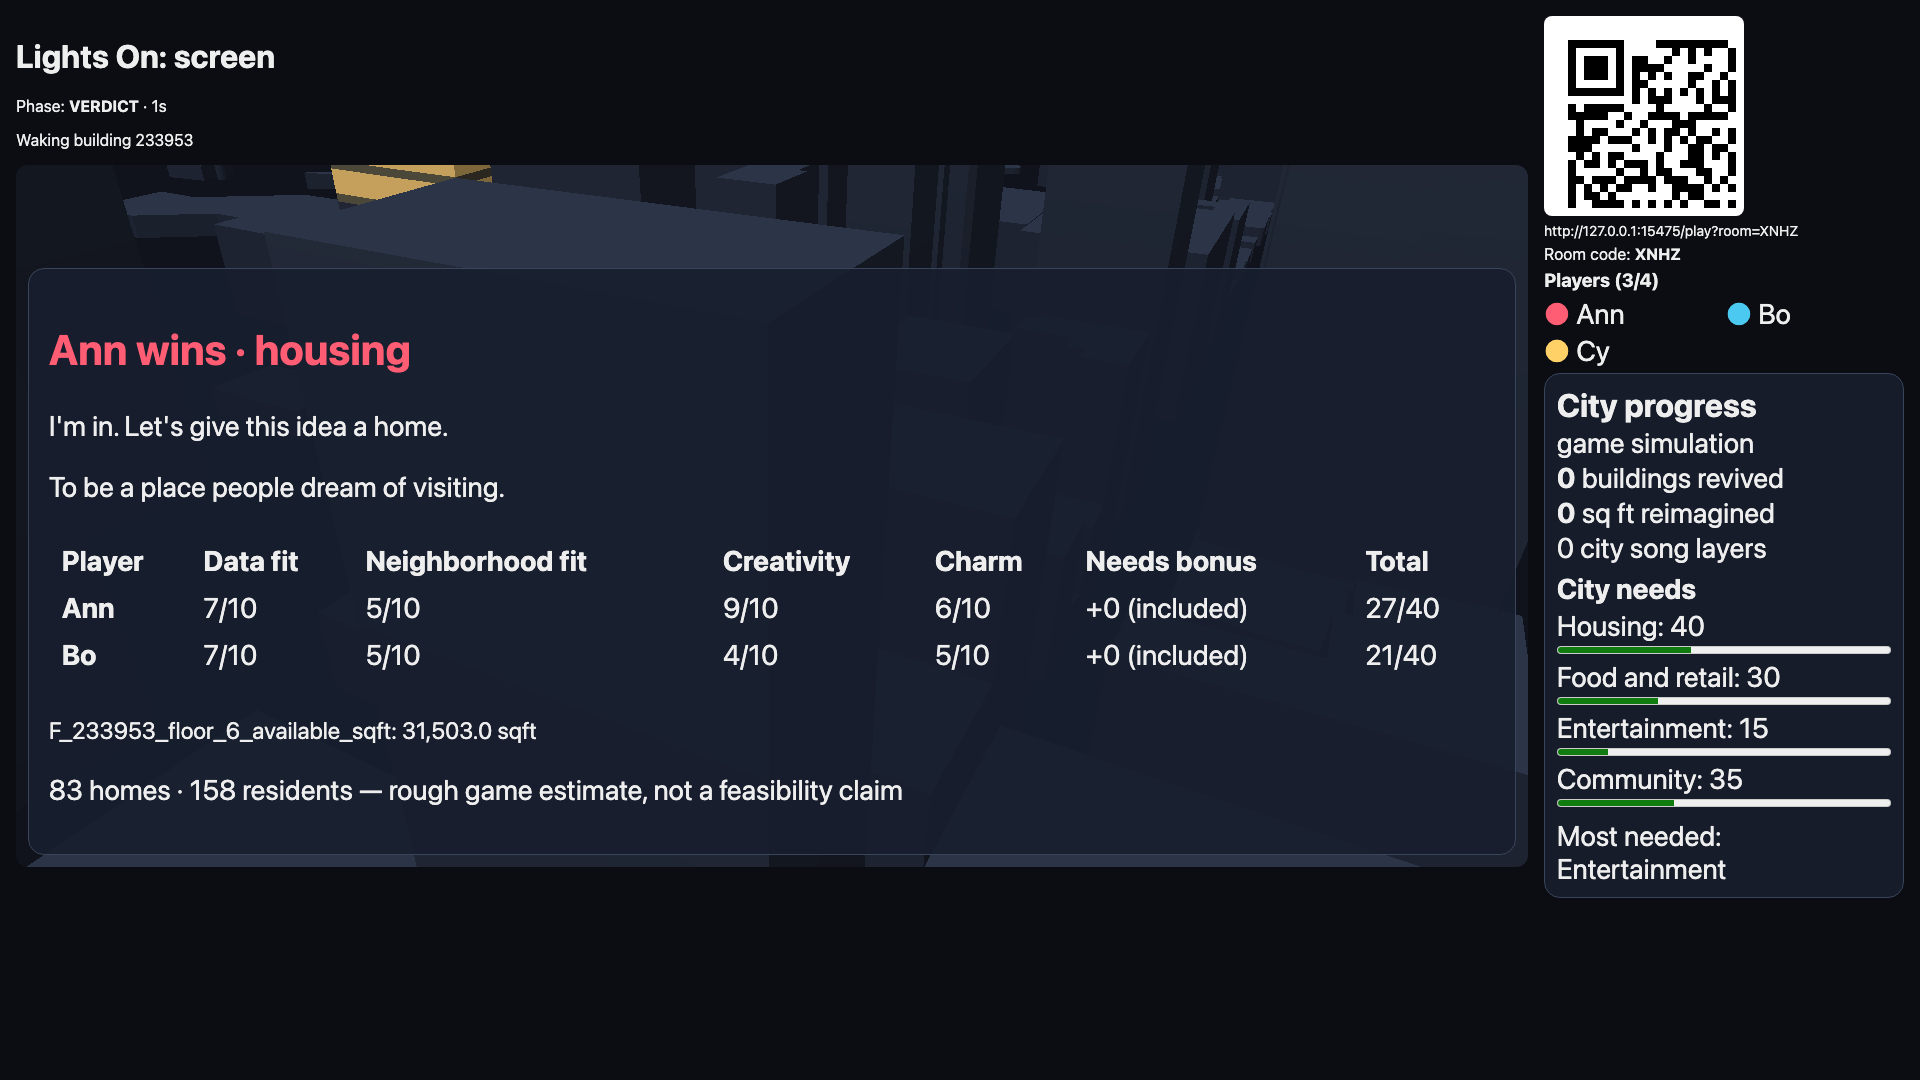 Lights On: screen
Phase: VERDICT · 1s
Waking building 233953
Ann wins · housing
I'm in. Let's give this idea a home.
To be a place people dream of visiting.
Player Data fit Neighborhood fit Creativity Charm Needs bonus Total
Ann 7/10 5/10 9/10 6/10 +0 (included) 27/40
Bo 7/10 5/10 4/10 5/10 +0 (included) 21/40
F_233953_floor_6_available_sqft: 31,503.0 sqft
83 homes · 158 residents — rough game estimate, not a feasibility claim
http://127.0.0.1:15475/play?room=XNHZ
Room code: XNHZ
Players (3/4)
Ann Bo
Cy
City progress
game simulation
0 buildings revived
0 sq ft reimagined
0 city song layers
City needs
Housing: 40
Food and retail: 30
Entertainment: 15
Community: 35
Most needed:
Entertainment